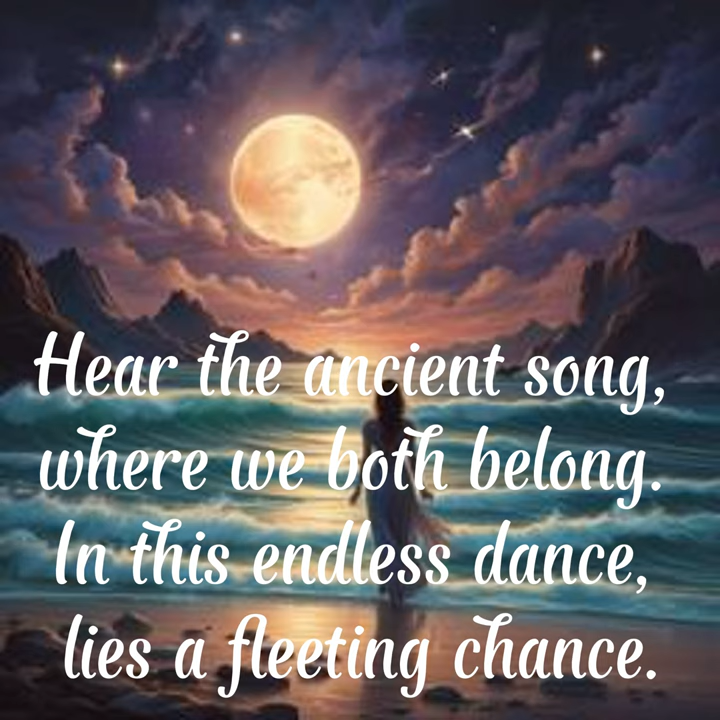 Hear the ancient song,
where we both belong.
In this endless dance,
lies a fleeting chance.